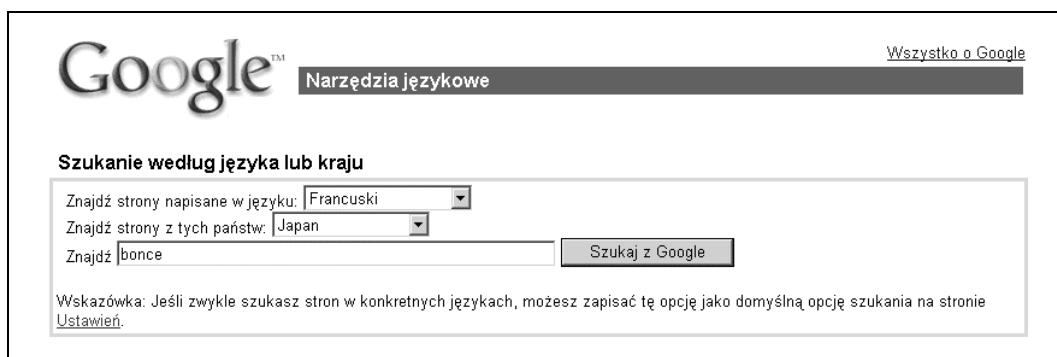 Google™
Wszystko o Google
Narzędzia językowe
Szukanie według języka lub kraju
Znajdź strony napisane w języku: Francuski
Znajdź strony z tych państw: Japan
Znajdź bonce Szukaj z Google
Wskazówka: Jeśli zwykle szukasz stron w konkretnych językach, możesz zapisać tę opcję jako domyślną opcję szukania na stronie
Ustawień.